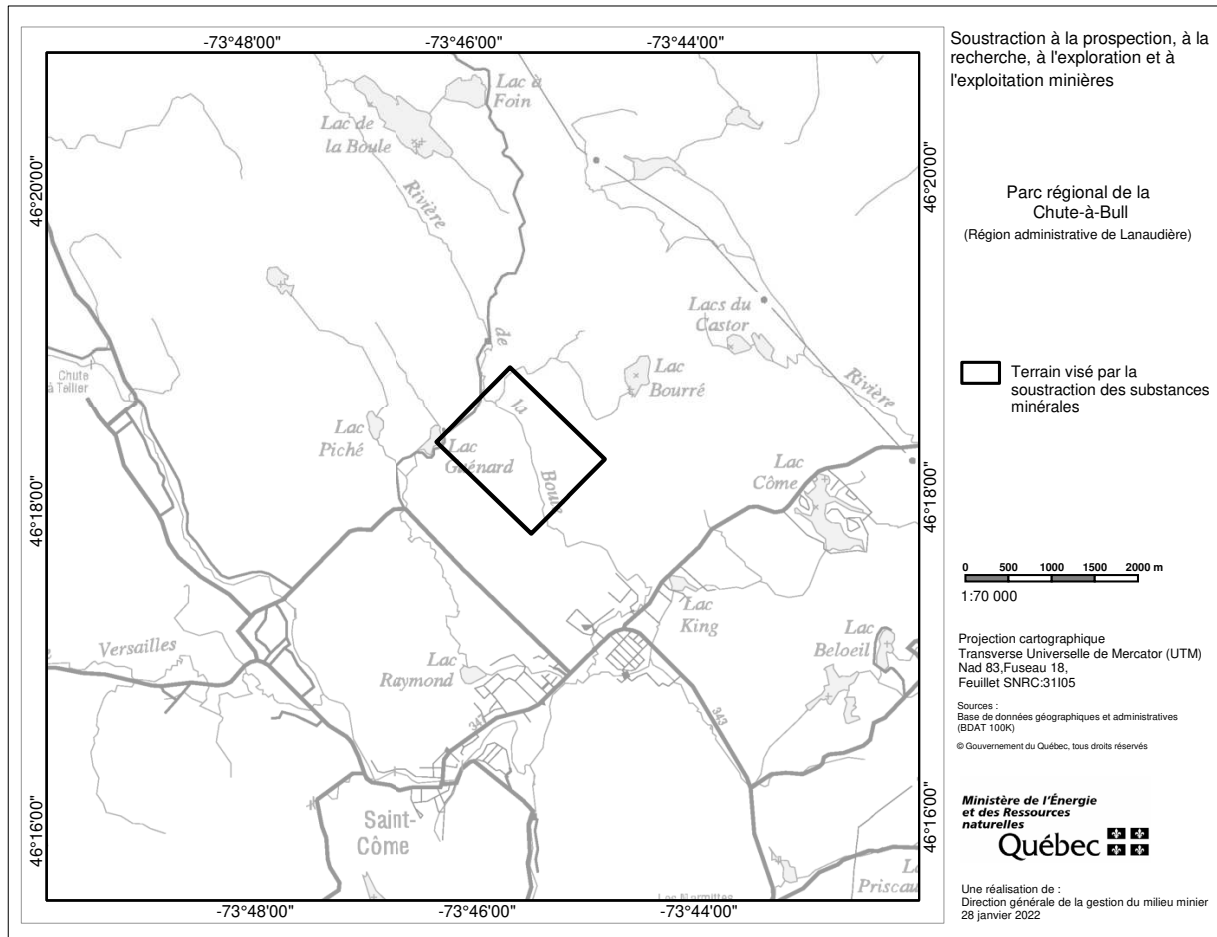 -73°48'00"
-73°46'00"
-73°44'00"
46°20'00"
46°20'00"
46°18'00"
46°18'00"
46°16'00"
46°16'00"
-73°48'00"
-73°46'00"
-73°44'00"
Lac à
Foin
Lac de
la Boule
Rivière
de
la
Boule
Lacs du
Castor
Lac
Bourré
Rivière
Chute
à Tellier
Lac
Piché
Lac
Guénard
Lac
Côme
Lac
King
Lac
Beloeil
Versailles
Lac
Raymond
347
343
Saint-
Côme
Les Marmites
Priscau
Soustraction à la prospection, à la
recherche, à l'exploration et à
l'exploitation minières
Parc régional de la
Chute-à-Bull
(Région administrative de Lanaudière)
Terrain visé par la
soustraction des substances
minérales
0 500 1000 1500 2000 m
1:70 000
Projection cartographique
Transverse Universelle de Mercator (UTM)
Nad 83,Fuseau 18,
Feuillet SNRC:31I05
Sources :
Base de données géographiques et administratives
(BDAT 100K)
© Gouvernement du Québec, tous droits réservés
Ministère de l'Énergie
et des Ressources
naturelles
Québec
Une réalisation de :
Direction générale de la gestion du milieu minier
28 janvier 2022